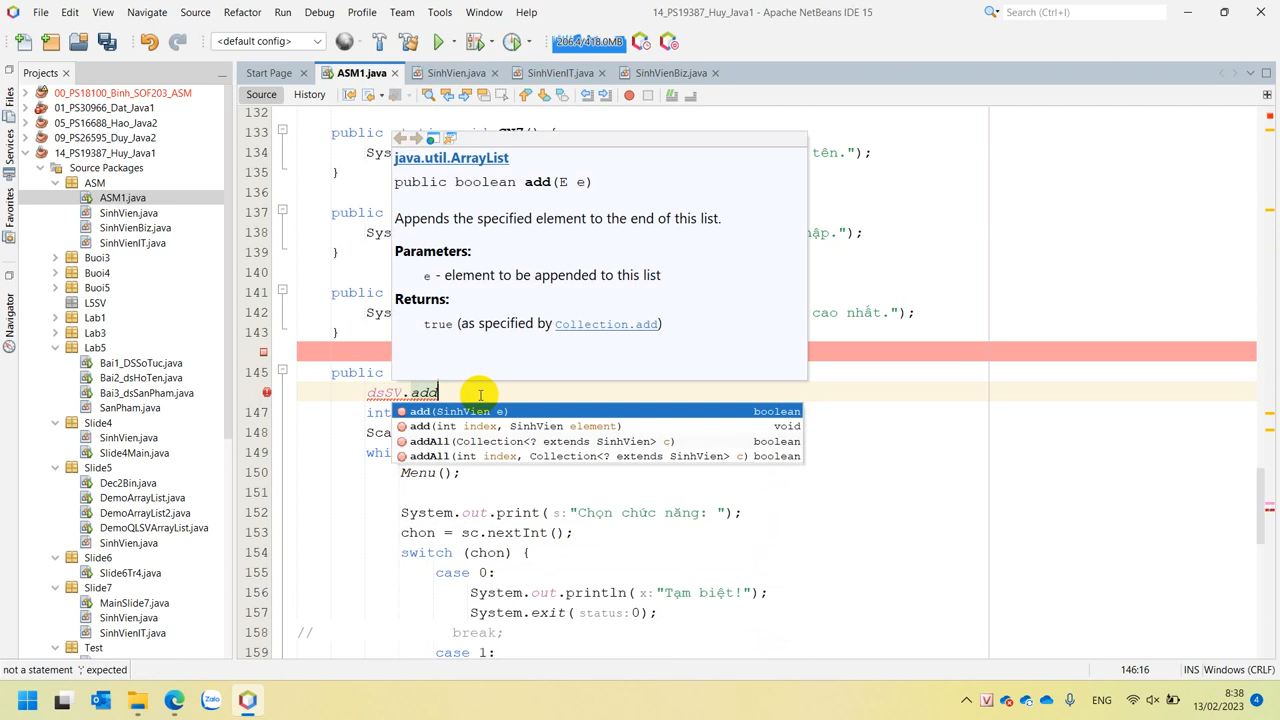 File Edit View Navigate Source Refactor Run Debug Profile Team Tools Window Help
14_PS19387_Huy_Java1 - Apache NetBeans IDE 15
Search (Ctrl+I)
<default config>
206.4/418.0MB
Projects
Start Page
ASM1.java
SinhVien.java
SinhVienIT.java
SinhVienBiz.java
Source
History
Files
Services
Favorites
Navigator
00_PS18100_Binh_SOF203_ASM
01_PS30966_Dat_Java1
05_PS16688_Hao_Java2
09_PS26595_Duy_Java2
14_PS19387_Huy_Java1
Source Packages
ASM
ASM1.java
SinhVien.java
SinhVienBiz.java
SinhVienIT.java
Buoi3
Buoi4
Buoi5
L5SV
Lab1
Lab3
Lab5
Bai1_DSSoTuc.java
Bai2_dsHoTen.java
Bai3_dsSanPham.java
SanPham.java
Slide4
SinhVien.java
Slide4Main.java
Slide5
Dec2Bin.java
DemoArrayList.java
DemoArrayList2.java
DemoQLSVArrayList.java
SinhVien.java
Slide6
Slide6Tr4.java
Slide7
MainSlide7.java
SinhVien.java
SinhVienIT.java
Test
132
133 public
134 Sys tên.");
135 }
136
137 public
138 Sys hập.");
139 }
140
141 public
142 Sys cao nhất.");
143 }
java.util.ArrayList
public boolean add(E e)
Appends the specified element to the end of this list.
Parameters:
e - element to be appended to this list
Returns:
true (as specified by Collection.add)
145 public
dsSV.add
add(SinhVien e) boolean
add(int index, SinhVien element) void
addAll(Collection<? extends SinhVien> c) boolean
addAll(int index, Collection<? extends SinhVien> c) boolean
147 int
148 Sca
whi
150 Menu();
151
152 System.out.print(s:"Chọn chức năng: ");
153 chon = sc.nextInt();
154 switch (chon) {
155 case 0:
156 System.out.println(x:"Tạm biệt!");
157 System.exit(status:0);
158 // break;
159 case 1:
not a statement ';' expected
146:16
INS
Windows (CRLF)
Zalo
V
ENG
8:38
13/02/2023
4